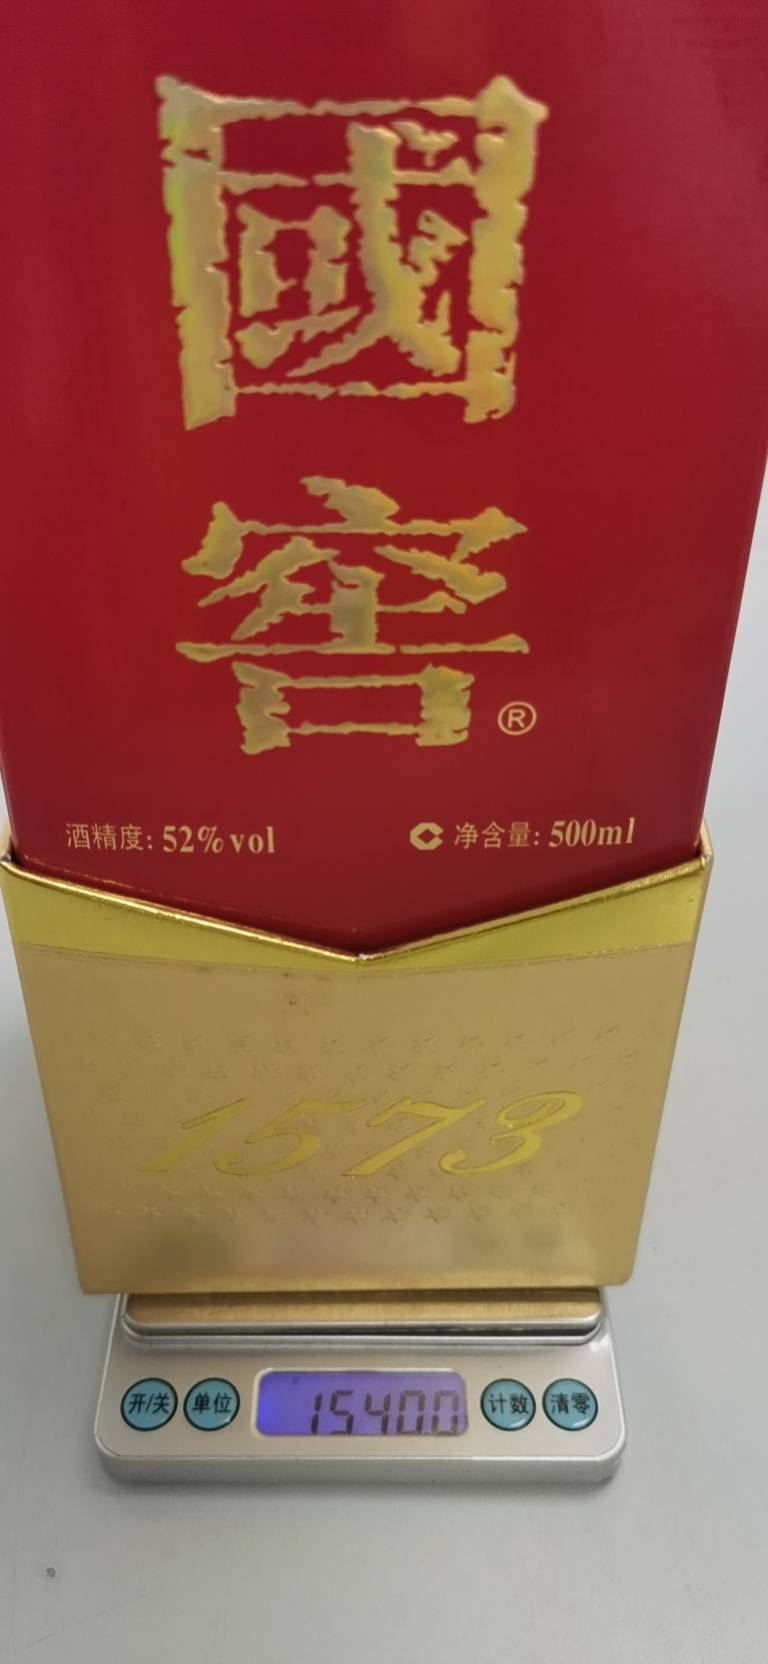 國
窖®
酒精度: 52%vol 净含量: 500ml
1573
开/关 单位 1540.0 计数 清零